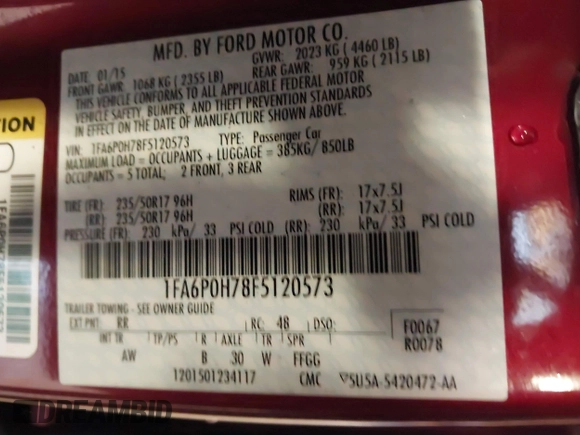 MFD. BY FORD MOTOR CO.
DATE: 01/15
GVWR: 2023 KG ( 4460 LB)
FRONT GAWR: 1068 KG ( 2355 LB)
REAR GAWR: 959 KG ( 2115 LB)
THIS VEHICLE CONFORMS TO ALL APPLICABLE FEDERAL MOTOR
VEHICLE SAFETY, BUMPER, AND THEFT PREVENTION STANDARDS
IN EFFECT ON THE DATE OF MANUFACTURE SHOWN ABOVE.
VIN: 1FA6P0H78F5120573 TYPE: Passenger Car
MAXIMUM LOAD = OCCUPANTS + LUGGAGE = 385KG/ 850LB
OCCUPANTS = 5 TOTAL; 2 FRONT, 3 REAR
TIRE (FR): 235/50R17 96H RIMS (FR): 17x7.5J
(RR): 235/50R17 96H (RR): 17x7.5J
PRESSURE (FR): 230 kPa/ 33 PSI COLD (RR): 230 kPa/ 33 PSI COLD
1FA6P0H78F5120573
TRAILER TOWING - SEE OWNER GUIDE
EXT PNT: RR RC: 48 DSO: F0067
INT TR TP/PS R AXLE TR SPR R0078
AW B 30 W FFGG
1201501234117 CMC ▽5U5A-5420472-AA
TION
1FA6P0H78F5120573
DREAMBID